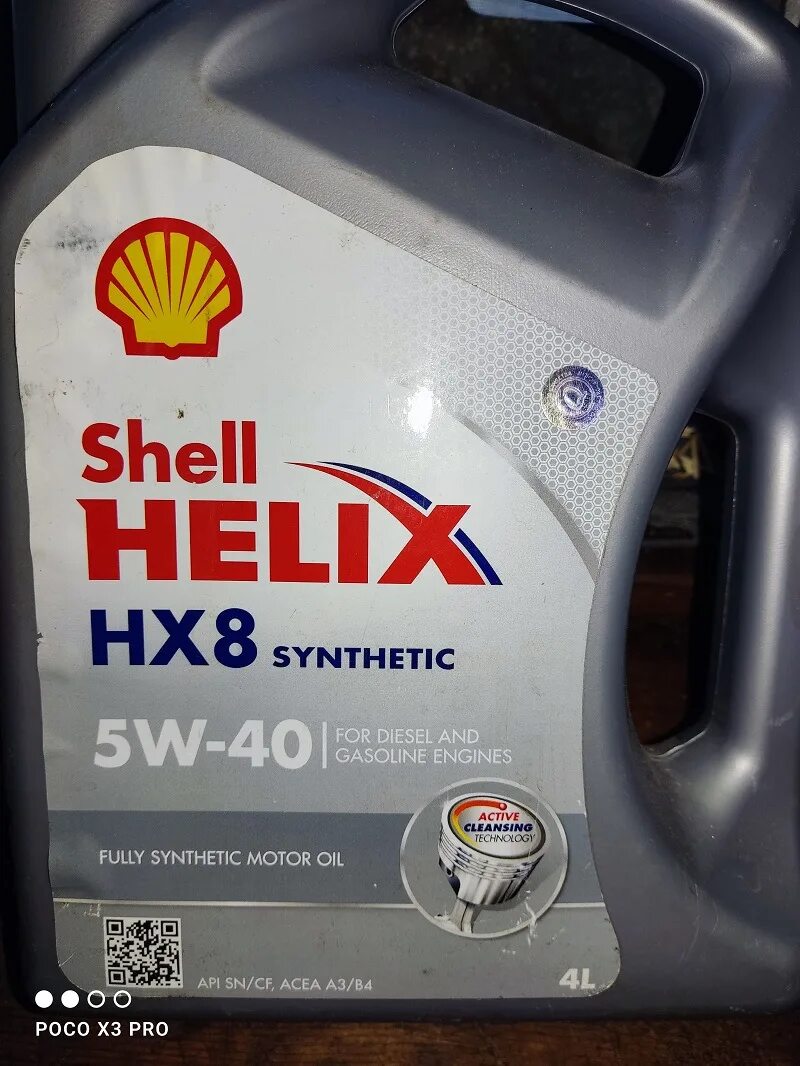 Shell
HELIX
HX8 SYNTHETIC
5W-40
FOR DIESEL AND
GASOLINE ENGINES
ACTIVE
CLEANSING
TECHNOLOGY
FULLY SYNTHETIC MOTOR OIL
API SN/CF, ACEA A3/B4
4L
POCO X3 PRO